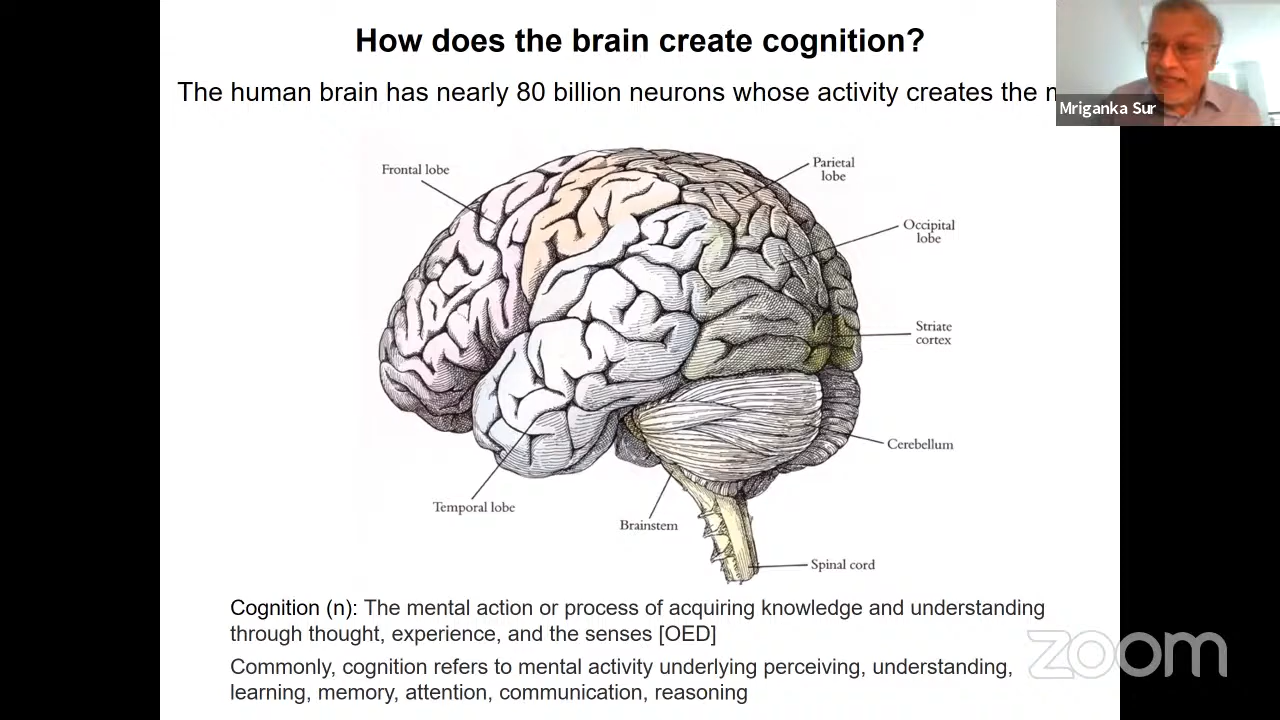 How does the brain create cognition?
The human brain has nearly 80 billion neurons whose activity creates the
Mriganka Sur
Frontal lobe
Parietal
lobe
Occipital
lobe
Striate
cortex
Cerebellum
Temporal lobe
Brainstem
Spinal cord
Cognition (n): The mental action or process of acquiring knowledge and understanding
through thought, experience, and the senses [OED]
Commonly, cognition refers to mental activity underlying perceiving, understanding,
learning, memory, attention, communication, reasoning
zoom